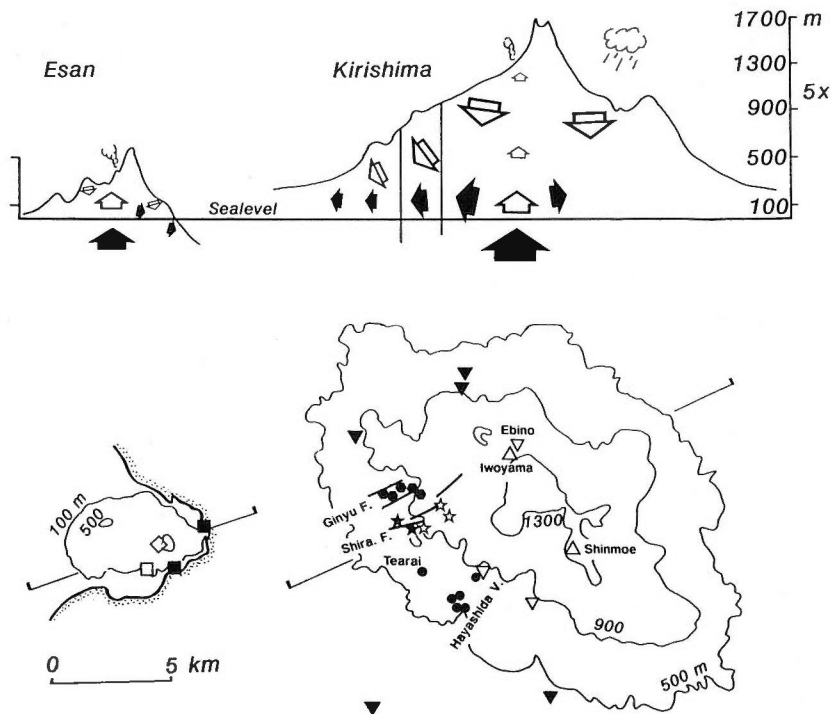 Esan
Kirishima
1700 m
1300
5x
900
500
100
Sealevel
Ebino
Iwoyama
100 m
500
Ginyu F.
1300
Shira. F.
Shinmoe
Tearai
Hayashida V.
900
500 m
0 5 km